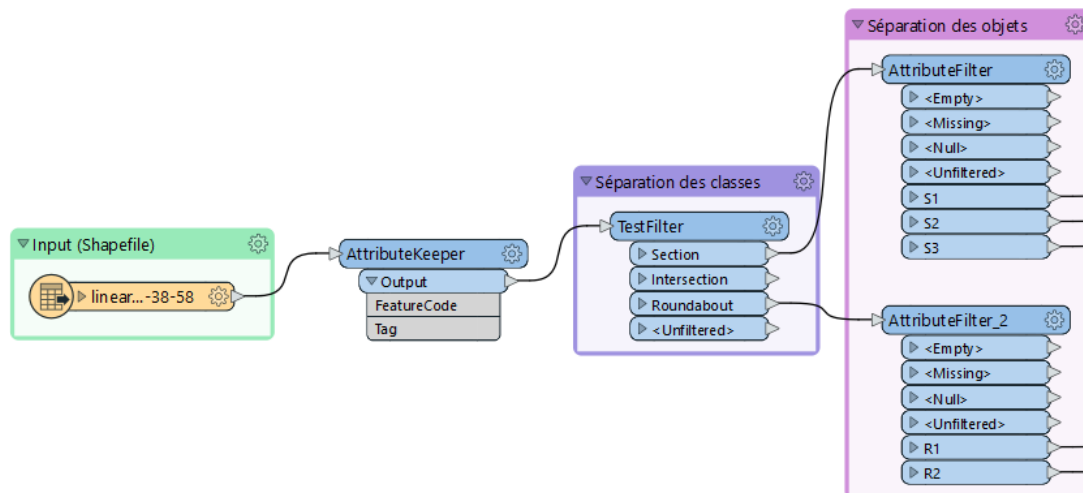 Input (Shapefile)
linear...-38-58
AttributeKeeper
Output
FeatureCode
Tag
Séparation des classes
TestFilter
Section
Intersection
Roundabout
<Unfiltered>
Séparation des objets
AttributeFilter
<Empty>
<Missing>
<Null>
<Unfiltered>
S1
S2
S3
AttributeFilter_2
<Empty>
<Missing>
<Null>
<Unfiltered>
R1
R2